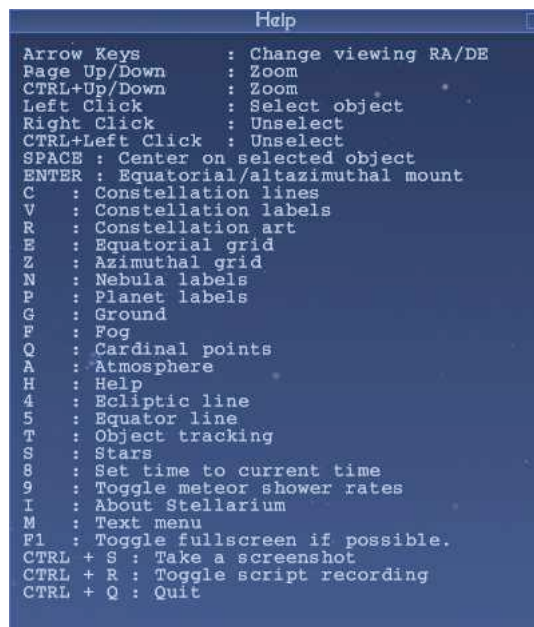 Help
Arrow Keys : Change viewing RA/DE
Page Up/Down : Zoom
CTRL+Up/Down : Zoom
Left Click : Select object
Right Click : Unselect
CTRL+Left Click : Unselect
SPACE : Center on selected object
ENTER : Equatorial/altazimuthal mount
C : Constellation lines
V : Constellation labels
R : Constellation art
E : Equatorial grid
Z : Azimuthal grid
N : Nebula labels
P : Planet labels
G : Ground
F : Fog
Q : Cardinal points
A : Atmosphere
H : Help
4 : Ecliptic line
5 : Equator line
T : Object tracking
S : Stars
8 : Set time to current time
9 : Toggle meteor shower rates
I : About Stellarium
M : Text menu
F1 : Toggle fullscreen if possible.
CTRL + S : Take a screenshot
CTRL + R : Toggle script recording
CTRL + Q : Quit